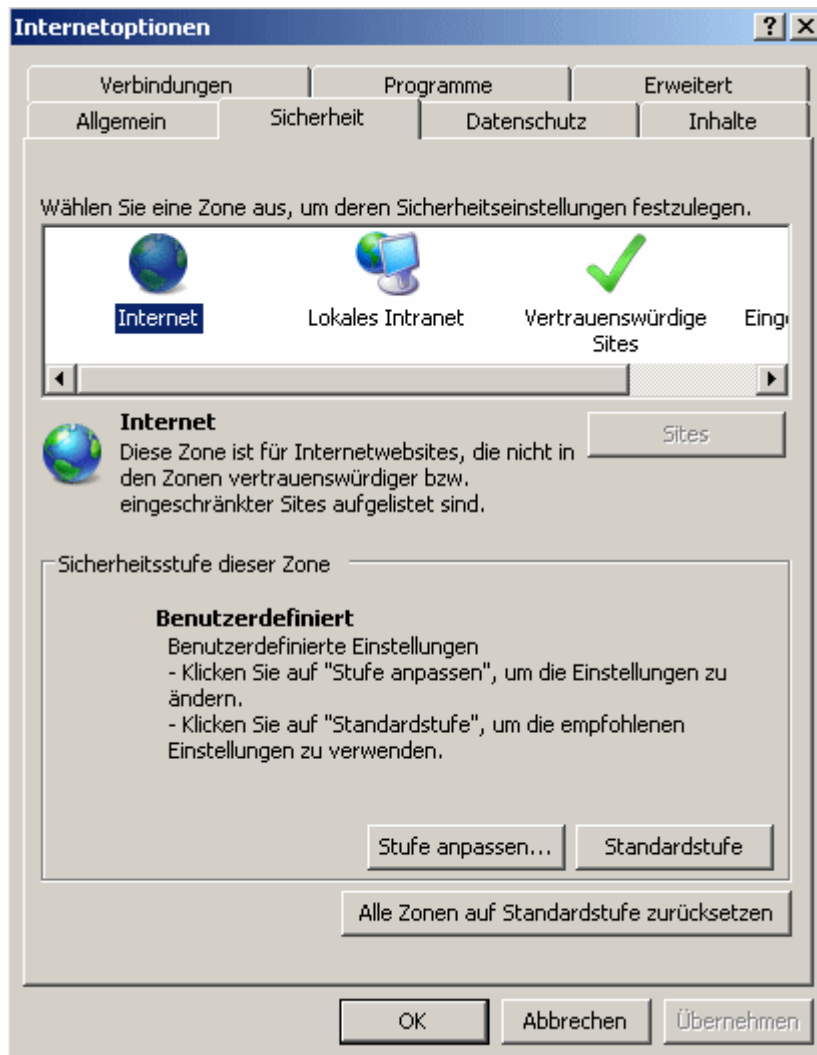 Internetoptionen
Verbindungen Programme Erweitert
Allgemein Sicherheit Datenschutz Inhalte
Wählen Sie eine Zone aus, um deren Sicherheitseinstellungen festzulegen.
Internet Lokales Intranet Vertrauenswürdige Eing
Sites
Internet
Sites
Diese Zone ist für Internetwebsites, die nicht in
den Zonen vertrauenswürdiger bzw.
eingeschränkter Sites aufgelistet sind.
Sicherheitsstufe dieser Zone
Benutzerdefiniert
Benutzerdefinierte Einstellungen
- Klicken Sie auf "Stufe anpassen", um die Einstellungen zu
ändern.
- Klicken Sie auf "Standardstufe", um die empfohlenen
Einstellungen zu verwenden.
Stufe anpassen... Standardstufe
Alle Zonen auf Standardstufe zurücksetzen
OK Abbrechen Übernehmen